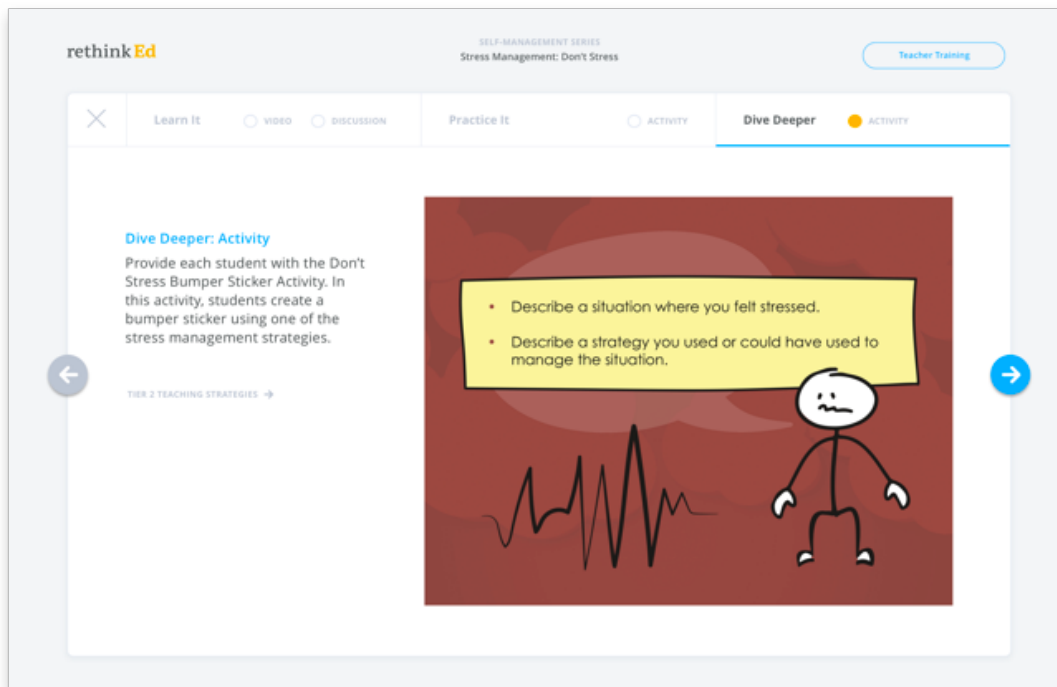 rethinkEd
SELF-MANAGEMENT SERIES
Stress Management: Don't Stress
Teacher Training
Learn It
VIDEO
DISCUSSION
Practice It
ACTIVITY
Dive Deeper
ACTIVITY
Dive Deeper: Activity
Provide each student with the Don't
Stress Bumper Sticker Activity. In
this activity, students create a
bumper sticker using one of the
stress management strategies.
TIER 2 TEACHING STRATEGIES →
• Describe a situation where you felt stressed.
• Describe a strategy you used or could have used to
manage the situation.